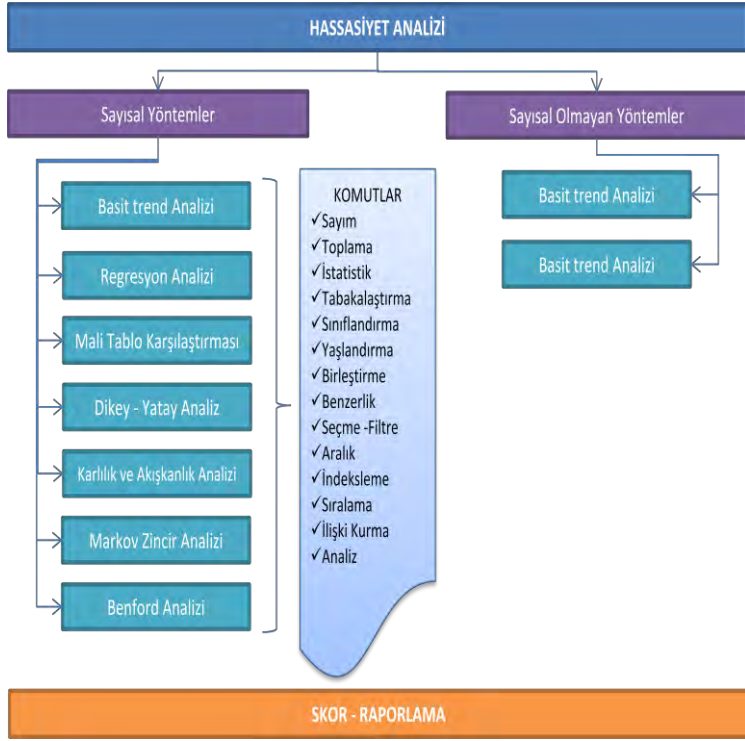 HASSASİYET ANALİZİ
Sayısal Yöntemler
Basit trend Analizi
Regresyon Analizi
Mali Tablo Karşılaştırması
Dikey - Yatay Analiz
Karlılık ve Akışkanlık Analizi
Markov Zincir Analizi
Benford Analizi
KOMUTLAR
✓Sayım
✓Toplama
✓İstatistik
✓Tabakalaştırma
✓Sınıflandırma
✓Yaşlandırma
✓Birleştirme
✓Benzerlik
✓Seçme -Filtre
✓Aralık
✓İndeksleme
✓Sıralama
✓İlişki Kurma
✓Analiz
Sayısal Olmayan Yöntemler
Basit trend Analizi
Basit trend Analizi
SKOR - RAPORLAMA